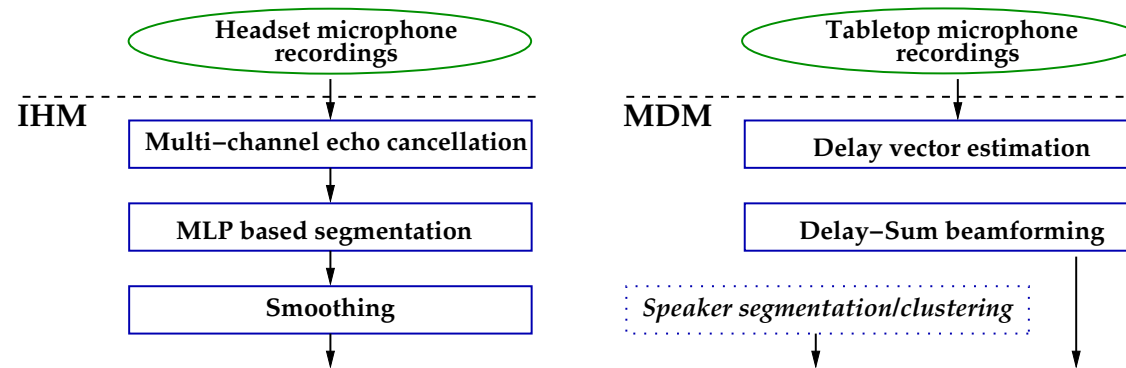 Headset microphone
recordings
IHM
Multi−channel echo cancellation
MLP based segmentation
Smoothing
Tabletop microphone
recordings
MDM
Delay vector estimation
Delay−Sum beamforming
Speaker segmentation/clustering